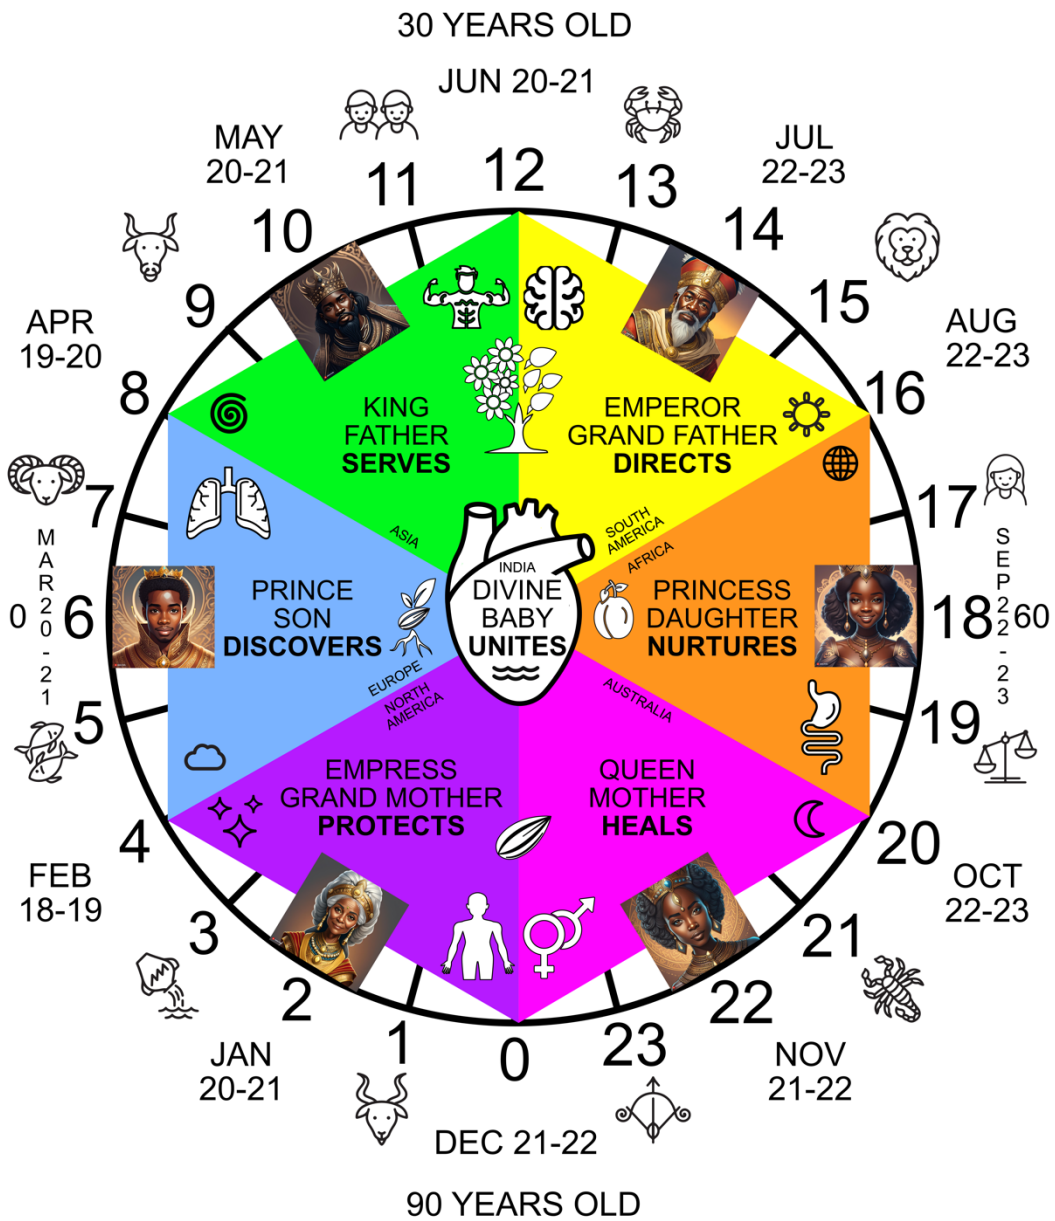 30 YEARS OLD
JUN 20-21
MAY
20-21
JUL
22-23
12
11
13
10
14
9
15
APR
19-20
AUG
22-23
8
16
KING
FATHER
SERVES
EMPEROR
GRAND FATHER
DIRECTS
7
17
ASIA
SOUTH
AMERICA
AFRICA
MAR 20-21
SEP 22-23
0
6
PRINCE
SON
DISCOVERS
INDIA
DIVINE
BABY
UNITES
PRINCESS
DAUGHTER
NURTURES
18
60
EUROPE
NORTH
AMERICA
AUSTRALIA
5
19
EMPRESS
GRAND MOTHER
PROTECTS
QUEEN
MOTHER
HEALS
4
20
FEB
18-19
OCT
22-23
3
21
2
22
1
23
0
JAN
20-21
NOV
21-22
DEC 21-22
90 YEARS OLD